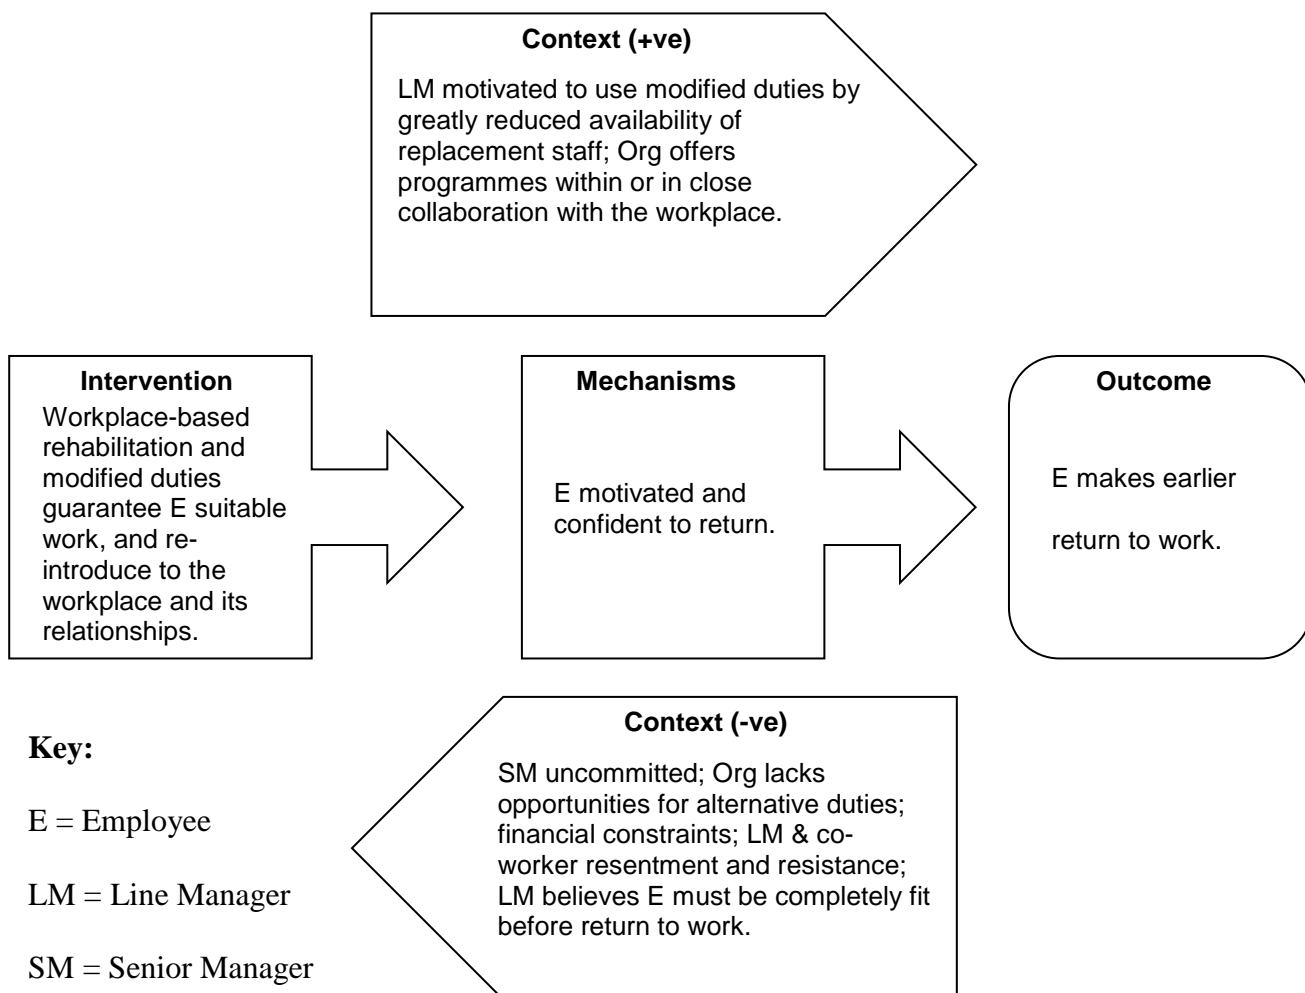 Context (+ve)
LM motivated to use modified duties by
greatly reduced availability of
replacement staff; Org offers
programmes within or in close
collaboration with the workplace.
Intervention
Workplace-based
rehabilitation and
modified duties
guarantee E suitable
work, and re-
introduce to the
workplace and its
relationships.
Mechanisms
E motivated and
confident to return.
Outcome
E makes earlier
return to work.
Context (-ve)
SM uncommitted; Org lacks
opportunities for alternative duties;
financial constraints; LM & co-
worker resentment and resistance;
LM believes E must be completely fit
before return to work.
Key:
E = Employee
LM = Line Manager
SM = Senior Manager